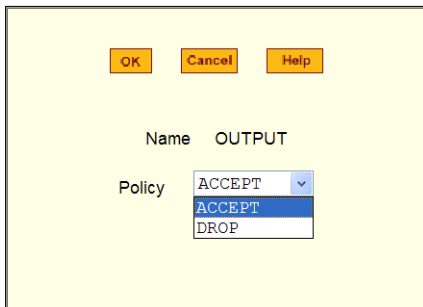 OK Cancel Help
Name OUTPUT
Policy ACCEPT
ACCEPT
DROP